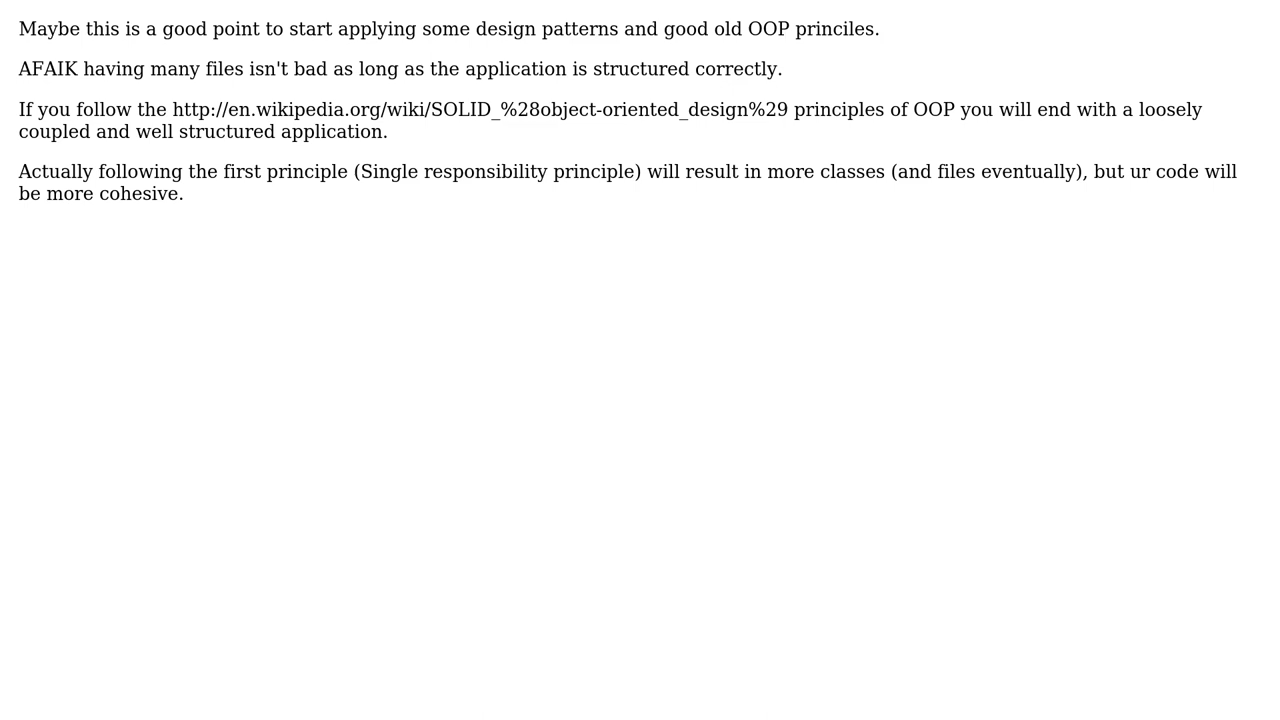 Maybe this is a good point to start applying some design patterns and good old OOP princiles.
AFAIK having many files isn't bad as long as the application is structured correctly.
If you follow the http://en.wikipedia.org/wiki/SOLID_%28object-oriented_design%29 principles of OOP you will end with a loosely
coupled and well structured application.
Actually following the first principle (Single responsibility principle) will result in more classes (and files eventually), but ur code will
be more cohesive.